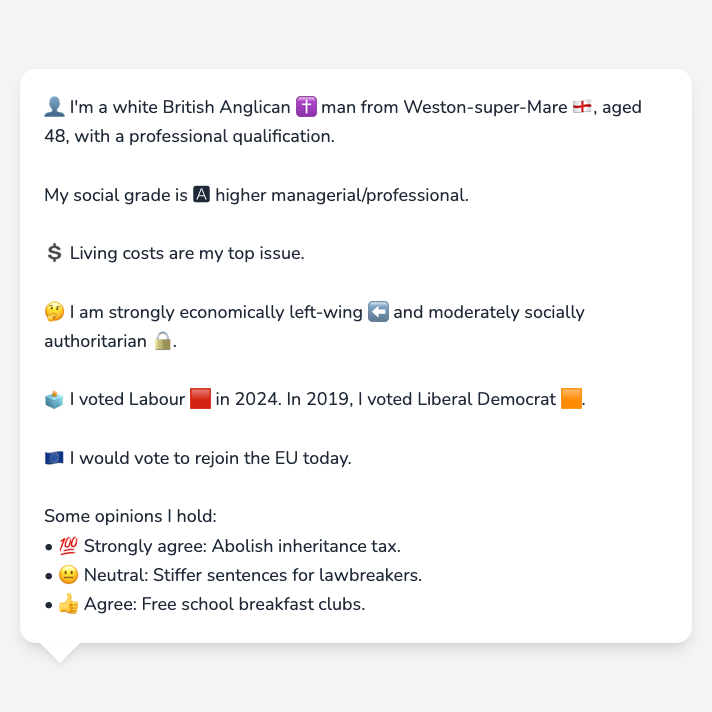 👤 I'm a white British Anglican ✝️ man from Weston-super-Mare 🏴󠁧󠁢󠁥󠁮󠁧󠁿, aged
48, with a professional qualification.
My social grade is 🅰 higher managerial/professional.
💲 Living costs are my top issue.
🤔 I am strongly economically left-wing ⬅️ and moderately socially
authoritarian 🔒.
🗳️ I voted Labour 🟥 in 2024. In 2019, I voted Liberal Democrat 🟧.
🇪🇺 I would vote to rejoin the EU today.
Some opinions I hold:
• 💯 Strongly agree: Abolish inheritance tax.
• 😐 Neutral: Stiffer sentences for lawbreakers.
• 👍 Agree: Free school breakfast clubs.